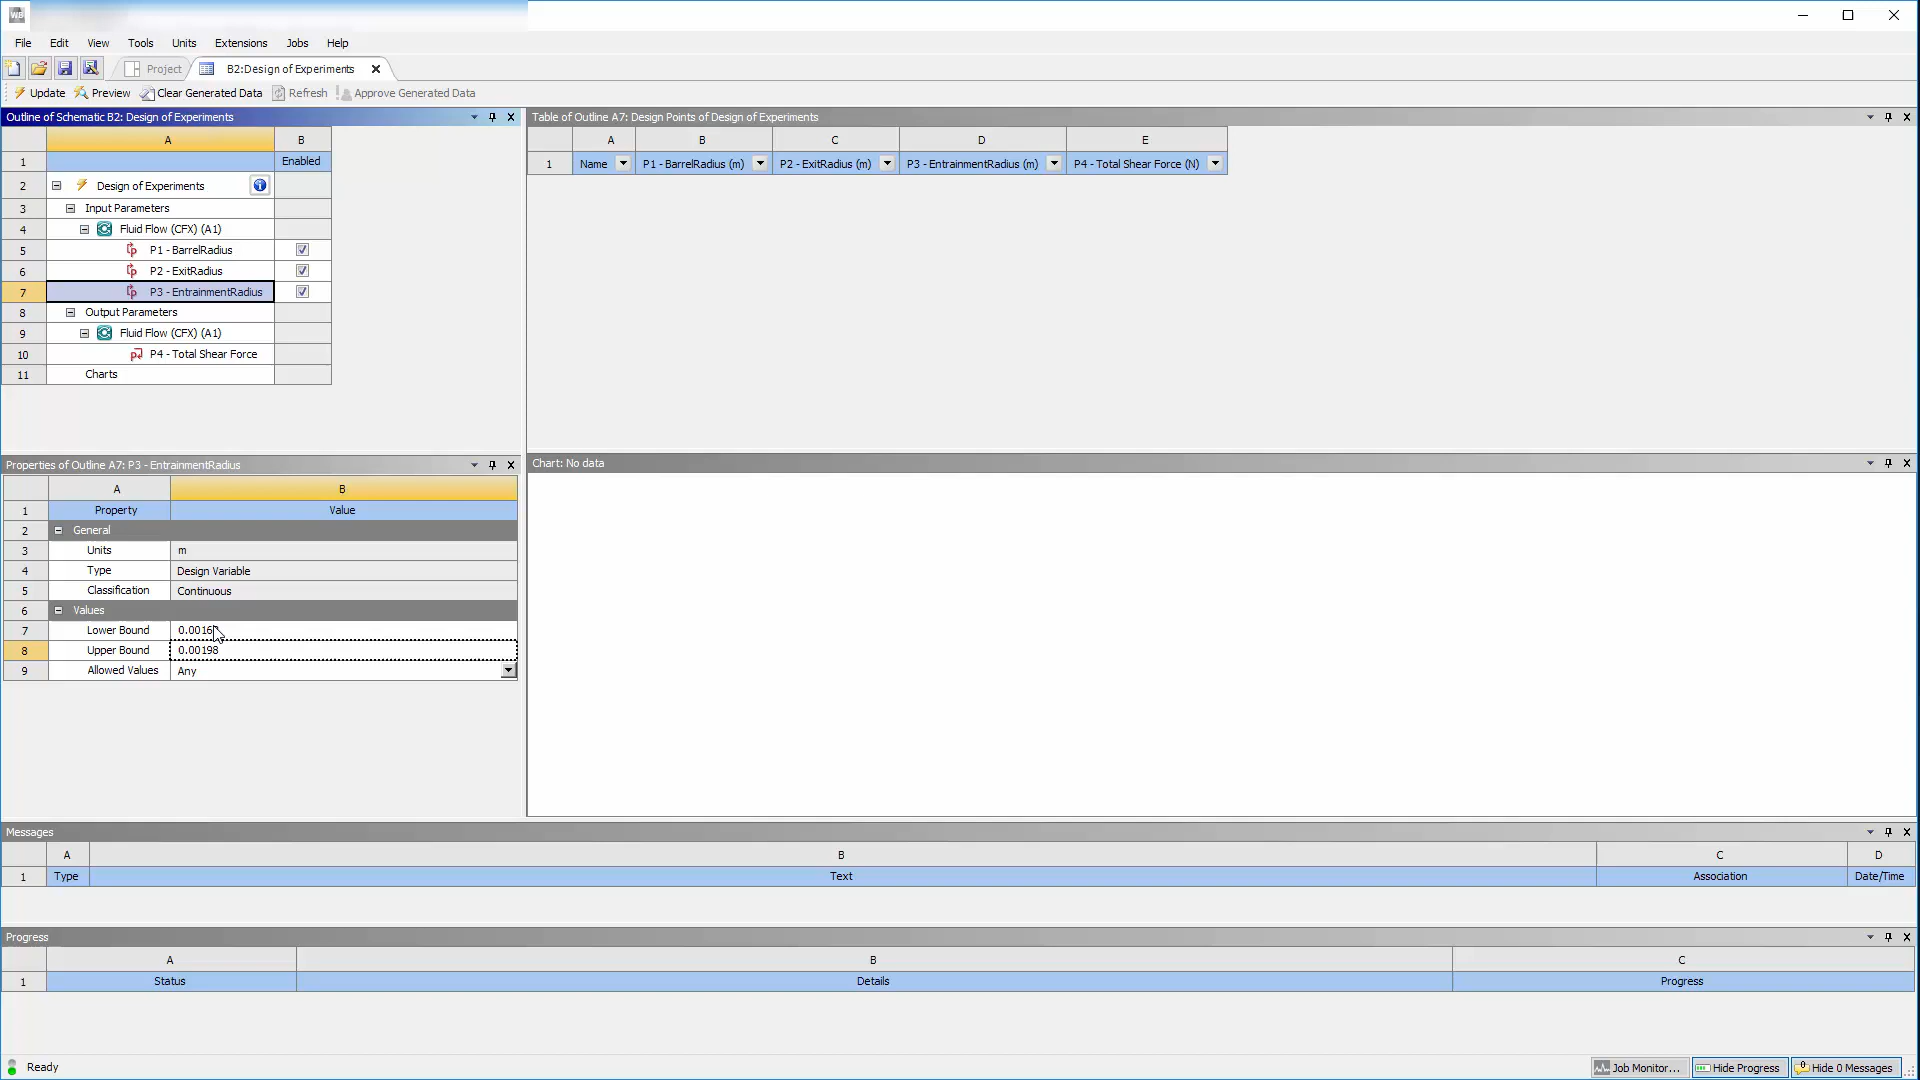 WB
File Edit View Tools Units Extensions Jobs Help
Project B2:Design of Experiments
Update Preview Clear Generated Data Refresh Approve Generated Data
Outline of Schematic B2: Design of Experiments
A B
1 Enabled
2 Design of Experiments
3 Input Parameters
4 Fluid Flow (CFX) (A1)
5 P1 - BarrelRadius
6 P2 - ExitRadius
7 P3 - EntrainmentRadius
8 Output Parameters
9 Fluid Flow (CFX) (A1)
10 P4 - Total Shear Force
11 Charts
Table of Outline A7: Design Points of Design of Experiments
A B C D E
1 Name P1 - BarrelRadius (m) P2 - ExitRadius (m) P3 - EntrainmentRadius (m) P4 - Total Shear Force (N)
Properties of Outline A7: P3 - EntrainmentRadius
A B
1 Property Value
2 General
3 Units m
4 Type Design Variable
5 Classification Continuous
6 Values
7 Lower Bound
8 Upper Bound 0.00198
9 Allowed Values Any
Chart: No data
Messages
A B C D
1 Type Text Association Date/Time
Progress
A B C
1 Status Details Progress
Ready Job Monitor... Hide Progress Hide 0 Messages